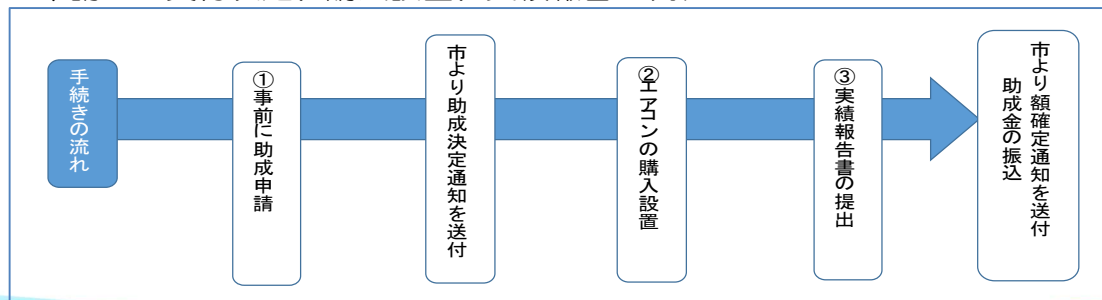 手続きの流れ
①事前に助成申請
市より助成決定通知を送付
②エアコンの購入設置
③実績報告書の提出
市より額確定通知を送付
助成金の振込